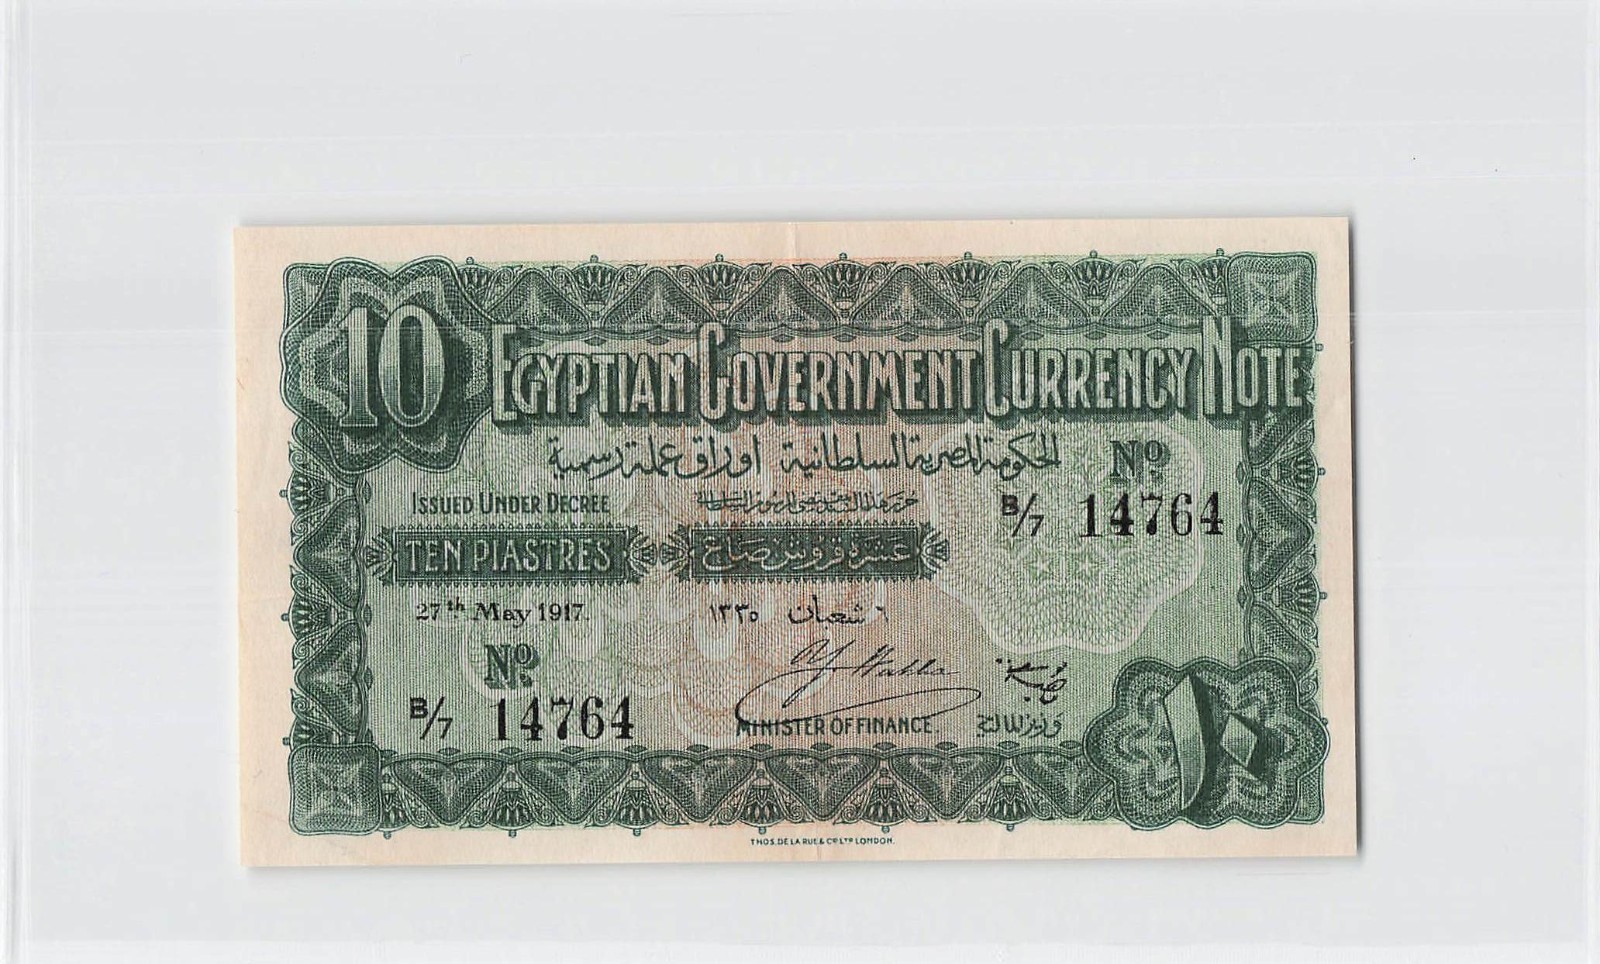 10
EGYPTIAN GOVERNMENT CURRENCY NOTE
الحكومة المصرية السلطانية اوراق عملة رسمية
Nº
B/7 14764
ISSUED UNDER DECREE
TEN PIASTRES
عشرة قروش صاغ
27th May 1917.
٦ شعبان ١٣٣٥
Nº
B/7 14764
MINISTER OF FINANCE.
وزير المالية
١٠
THOS. DE LA RUE & Cº LTD LONDON.